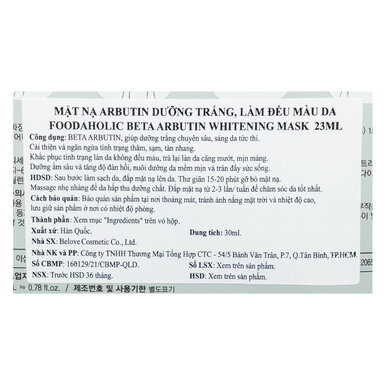 MẶT NẠ ARBUTIN DƯỠNG TRẮNG, LÀM ĐỀU MÀU DA
FOODAHOLIC BETA ARBUTIN WHITENING MASK 23ML
Công dụng: BETA ARBUTIN, giúp dưỡng trắng chuyên sâu, sáng da tức thì.
Cải thiện và ngăn ngừa tình trạng thâm, sạm, tàn nhang.
Khắc phục tình trạng làn da không đều màu, trả lại làn da căng mướt, mịn màng.
Dưỡng ẩm sâu và tăng độ đàn hồi, nuôi dưỡng da mềm mịn và tràn đầy sức sống.
HDSD: Sau bước làm sạch da, đắp mặt nạ lên da. Thư giãn 15-20 phút gỡ bỏ mặt nạ.
Massage nhẹ nhàng để da hấp thu dưỡng chất. Đắp mặt nạ từ 2-3 lần/ tuần để chăm sóc da tốt nhất.
Cách bảo quản: Bảo quản sản phẩm tại nơi thoáng mát, tránh ánh nắng mặt trời và nhiệt độ cao,
lưu giữ sản phẩm ở nơi có nhiệt độ ổn định.
Thành phần: Xem mục "Ingredients" trên vỏ hộp.
Xuất xứ: Hàn Quốc. Dung tích: 30ml.
Nhà SX: Belove Cosmetic Co., Ltd.
Nhà NK và PP: Công ty TNHH Thương Mại Tổng Hợp CTC - 54/5 Bành Văn Trân, P.7, Q.Tân Bình, TP.HCM.
Số CBMP: 160129/21/CBMP-QLD. Số LSX: Xem trên sản phẩm.
NSX: Trước HSD 36 tháng. HSD: Xem trên sản phẩm.
0.78 fl.oz. / 제조번호 및 사용기한 별도표기